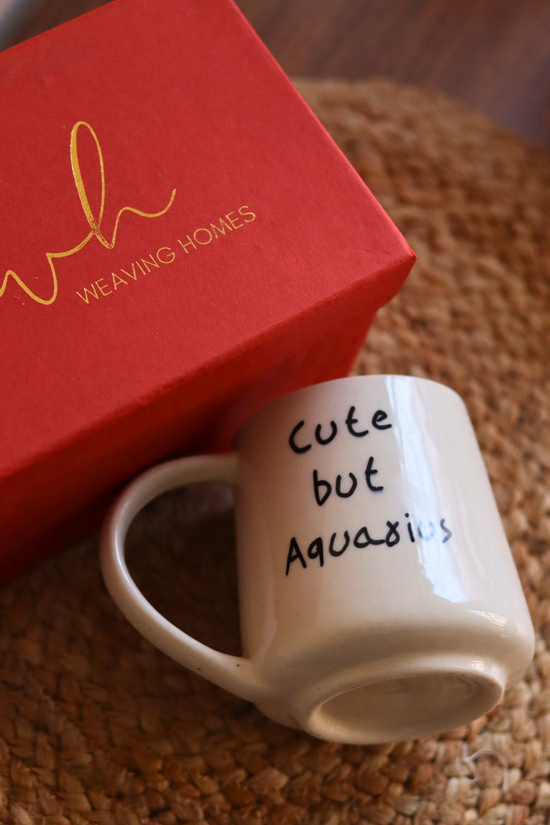 wh
WEAVING HOMES
Cute
but
Aquarius